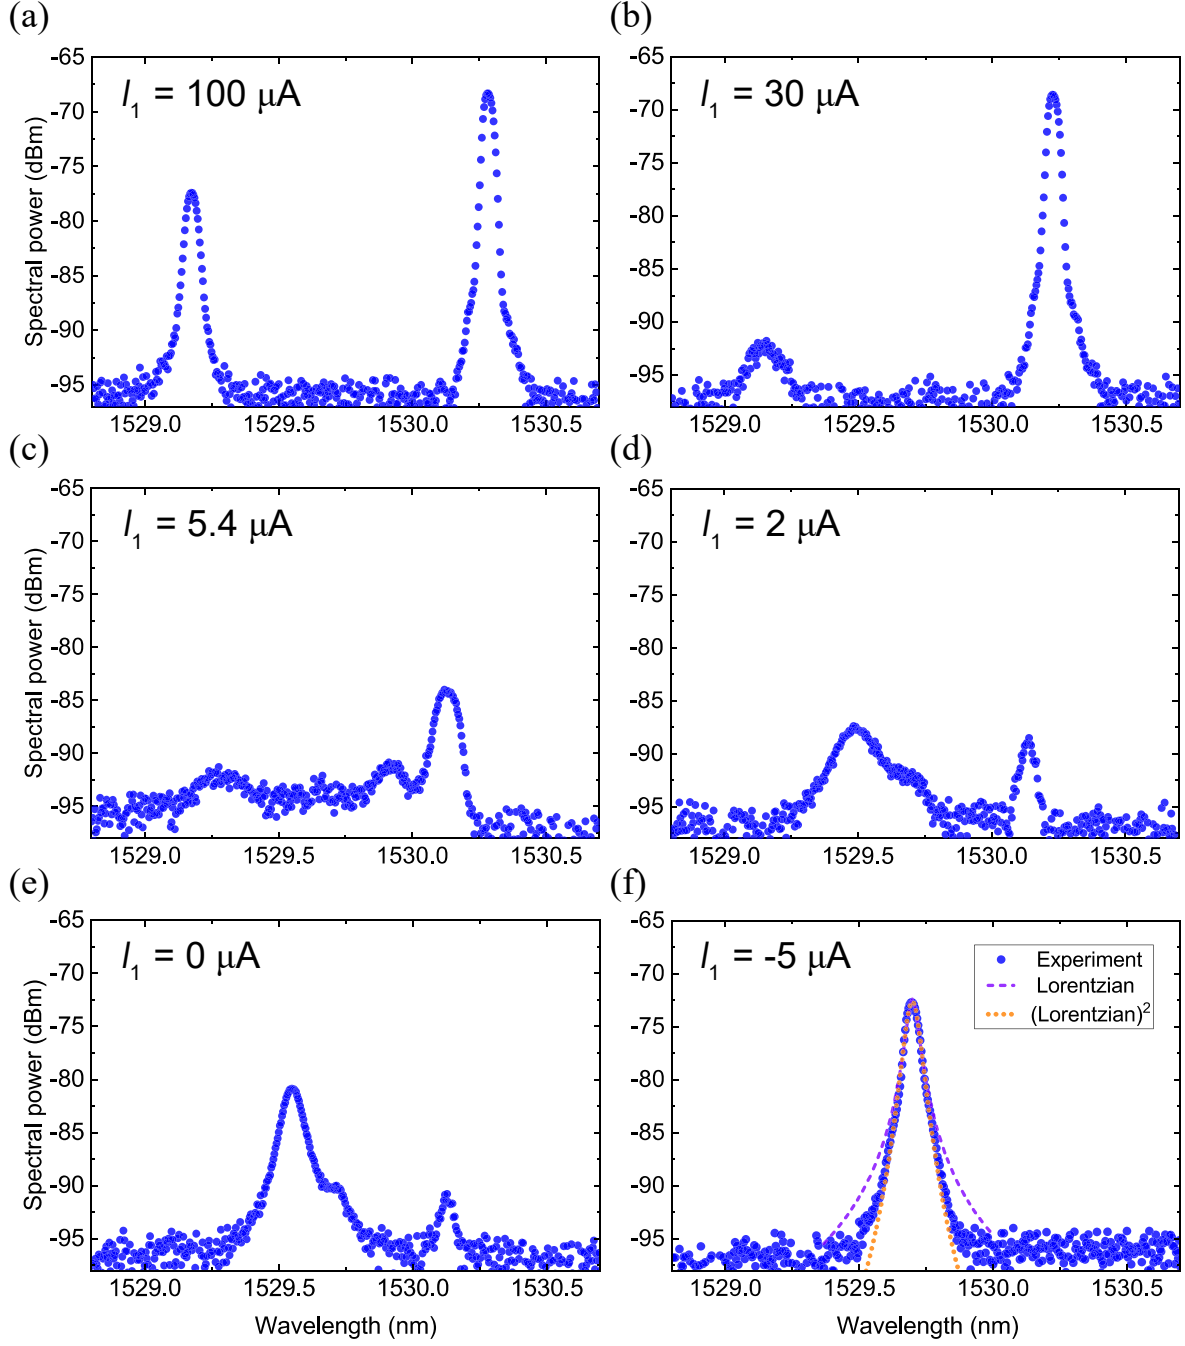 (a)
(b)
I₁ = 100 μA
I₁ = 30 μA
Spectral power (dBm)
-65
-70
-75
-80
-85
-90
-95
1529.0 1529.5 1530.0 1530.5
-65
-70
-75
-80
-85
-90
-95
1529.0 1529.5 1530.0 1530.5
(c)
(d)
I₁ = 5.4 μA
I₁ = 2 μA
Spectral power (dBm)
-65
-70
-75
-80
-85
-90
-95
1529.0 1529.5 1530.0 1530.5
-65
-70
-75
-80
-85
-90
-95
1529.0 1529.5 1530.0 1530.5
(e)
(f)
I₁ = 0 μA
I₁ = -5 μA
Experiment
Lorentzian
(Lorentzian)²
Spectral power (dBm)
-65
-70
-75
-80
-85
-90
-95
1529.0 1529.5 1530.0 1530.5
Wavelength (nm)
-65
-70
-75
-80
-85
-90
-95
1529.0 1529.5 1530.0 1530.5
Wavelength (nm)